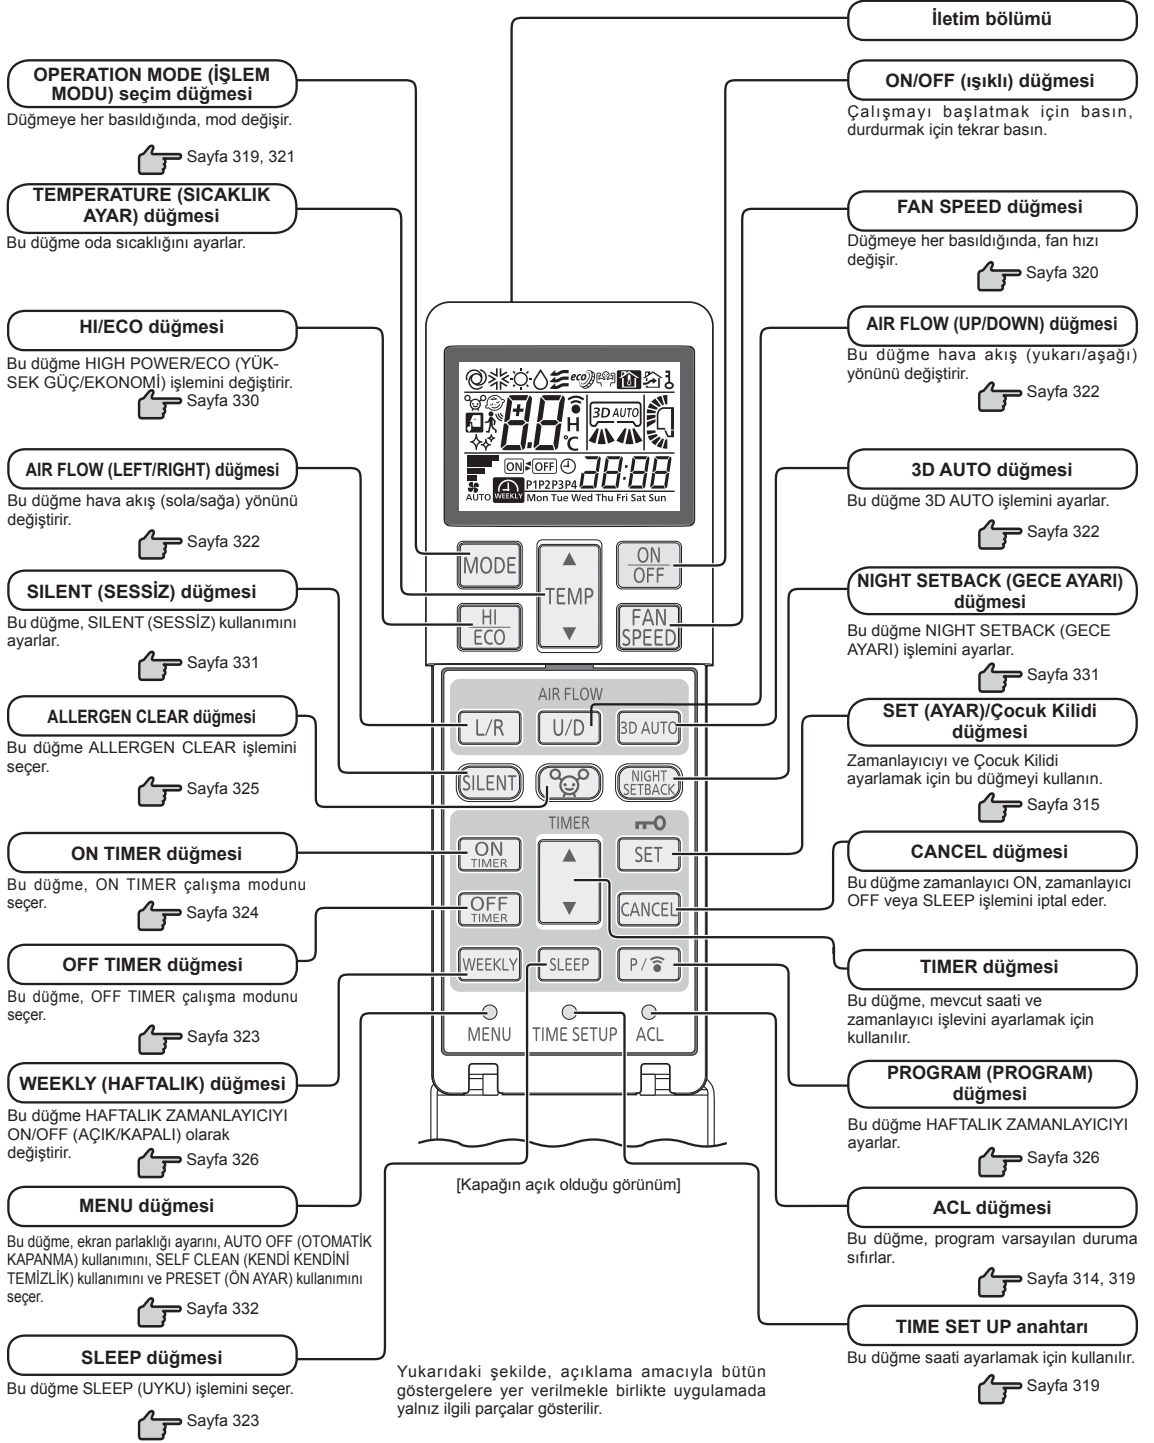 İletim bölümü
OPERATION MODE (İŞLEM
MODU) seçim düğmesi
Düğmeye her basıldığında, mod değişir.
Sayfa 319, 321
TEMPERATURE (SICAKLIK
AYAR) düğmesi
Bu düğme oda sıcaklığını ayarlar.
HI/ECO düğmesi
Bu düğme HIGH POWER/ECO (YÜK-
SEK GÜÇ/EKONOMİ) işlemini değiştirir.
Sayfa 330
AIR FLOW (LEFT/RIGHT) düğmesi
Bu düğme hava akış (sola/sağa) yönünü
değiştirir.
Sayfa 322
SILENT (SESSİZ) düğmesi
Bu düğme, SILENT (SESSİZ) kullanımını
ayarlar.
Sayfa 331
ALLERGEN CLEAR düğmesi
Bu düğme ALLERGEN CLEAR işlemini
seçer.
Sayfa 325
ON TIMER düğmesi
Bu düğme, ON TIMER çalışma modunu
seçer.
Sayfa 324
OFF TIMER düğmesi
Bu düğme, OFF TIMER çalışma modunu
seçer.
Sayfa 323
WEEKLY (HAFTALIK) düğmesi
Bu düğme HAFTALIK ZAMANLAYICIYI
ON/OFF (AÇIK/KAPALI) olarak
değiştirir.
Sayfa 326
MENU düğmesi
Bu düğme, ekran parlaklığı ayarını, AUTO OFF (OTOMATİK
KAPANMA) kullanımını, SELF CLEAN (KENDİ KENDİNİ
TEMİZLİK) kullanımını ve PRESET (ÖN AYAR) kullanımını
seçer.
Sayfa 332
SLEEP düğmesi
Bu düğme SLEEP (UYKU) işlemini seçer.
Sayfa 323
eco
8.8
H
°C
3D AUTO
ON OFF
88:88
P1P2P3P4
AUTO WEEKLY Mon Tue Wed Thu Fri Sat Sun
MODE
TEMP
ON
OFF
HI
ECO
FAN
SPEED
AIR FLOW
L/R
U/D
3D AUTO
SILENT
NIGHT
SETBACK
TIMER
ON
TIMER
SET
OFF
TIMER
CANCEL
WEEKLY
SLEEP
P/
MENU
TIME SETUP
ACL
[Kapağın açık olduğu görünüm]
Yukarıdaki şekilde, açıklama amacıyla bütün
göstergelere yer verilmekle birlikte uygulamada
yalnız ilgili parçalar gösterilir.
ON/OFF (ışıklı) düğmesi
Çalışmayı başlatmak için basın,
durdurmak için tekrar basın.
FAN SPEED düğmesi
Düğmeye her basıldığında, fan hızı
değişir.
Sayfa 320
AIR FLOW (UP/DOWN) düğmesi
Bu düğme hava akış (yukarı/aşağı)
yönünü değiştirir.
Sayfa 322
3D AUTO düğmesi
Bu düğme 3D AUTO işlemini ayarlar.
Sayfa 322
NIGHT SETBACK (GECE AYARI)
düğmesi
Bu düğme NIGHT SETBACK (GECE
AYARI) işlemini ayarlar.
Sayfa 331
SET (AYAR)/Çocuk Kilidi
düğmesi
Zamanlayıcıyı ve Çocuk Kilidi
ayarlamak için bu düğmeyi kullanın.
Sayfa 315
CANCEL düğmesi
Bu düğme zamanlayıcı ON, zamanlayıcı
OFF veya SLEEP işlemini iptal eder.
TIMER düğmesi
Bu düğme, mevcut saati ve
zamanlayıcı işlevini ayarlamak için
kullanılır.
PROGRAM (PROGRAM)
düğmesi
Bu düğme HAFTALIK ZAMANLAYICIYI
ayarlar.
Sayfa 326
ACL düğmesi
Bu düğme, program varsayılan duruma
sıfırlar.
Sayfa 314, 319
TIME SET UP anahtarı
Bu düğme saati ayarlamak için kullanılır.
Sayfa 319